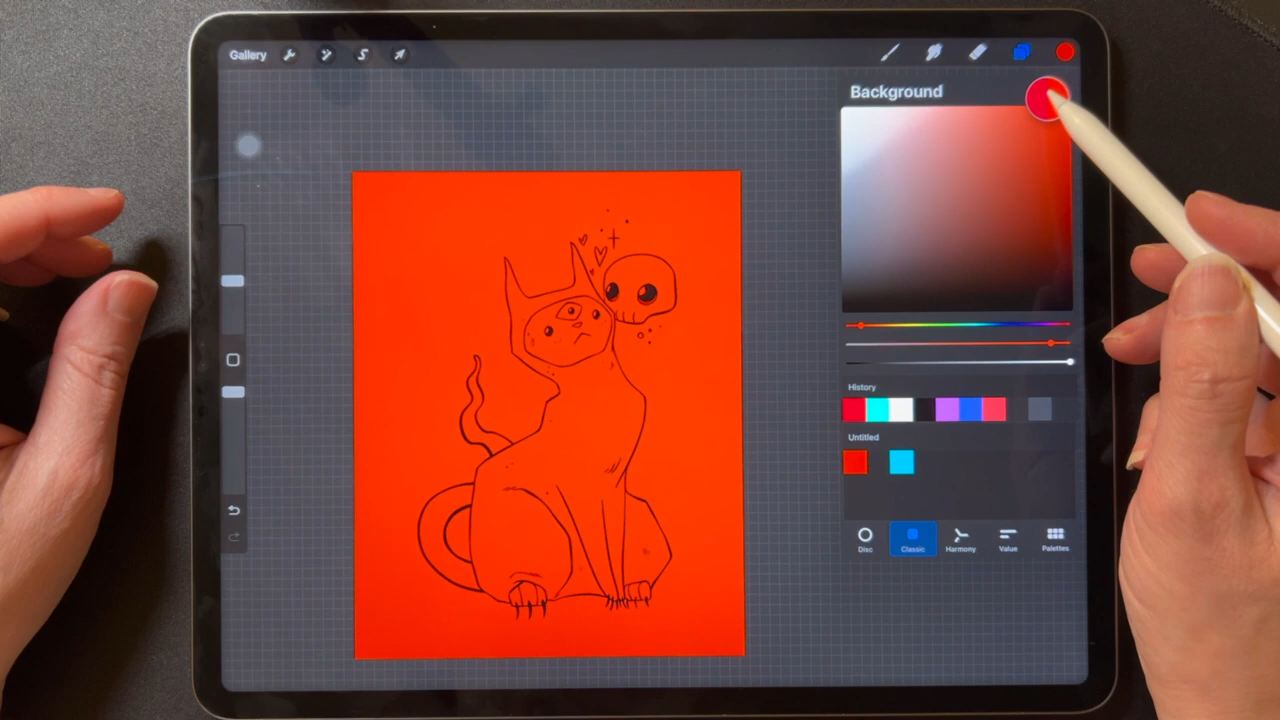 Gallery
Background
History
Untitled
Disc
Classic
Harmony
Value
Palettes